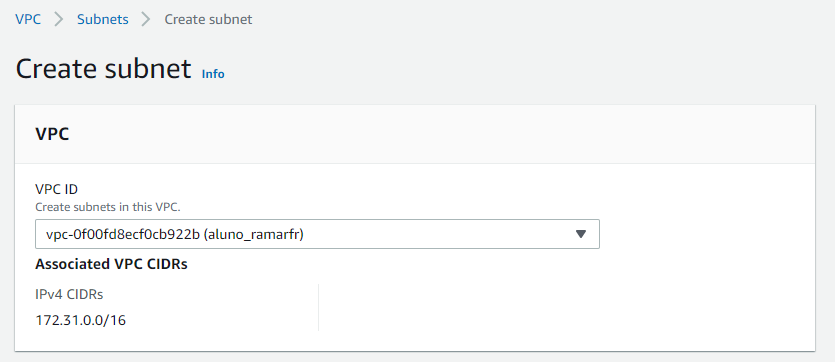 VPC > Subnets > Create subnet
Create subnet Info
VPC
VPC ID
Create subnets in this VPC.
vpc-0f00fd8ecf0cb922b (aluno_ramarfr)
Associated VPC CIDRs
IPv4 CIDRs
172.31.0.0/16